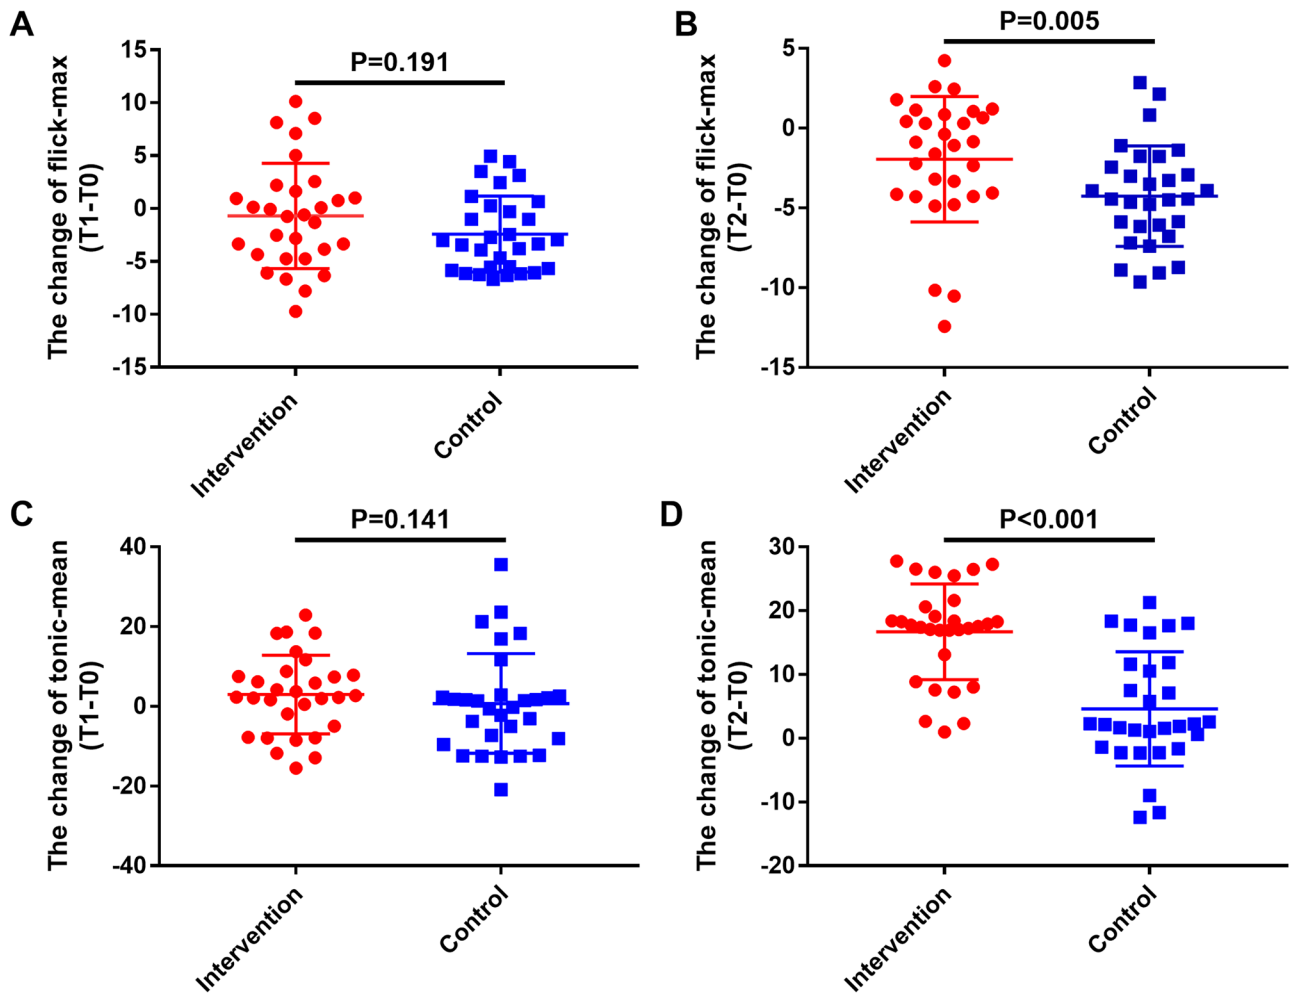 A
P=0.191
The change of flick-max
(T1-T0)
15
10
5
0
-5
-10
-15
Intervention
Control
B
P=0.005
The change of flick-max
(T2-T0)
5
0
-5
-10
-15
Intervention
Control
C
P=0.141
The change of tonic-mean
(T1-T0)
40
20
0
-20
-40
Intervention
Control
D
P<0.001
The change of tonic-mean
(T2-T0)
30
20
10
0
-10
-20
Intervention
Control